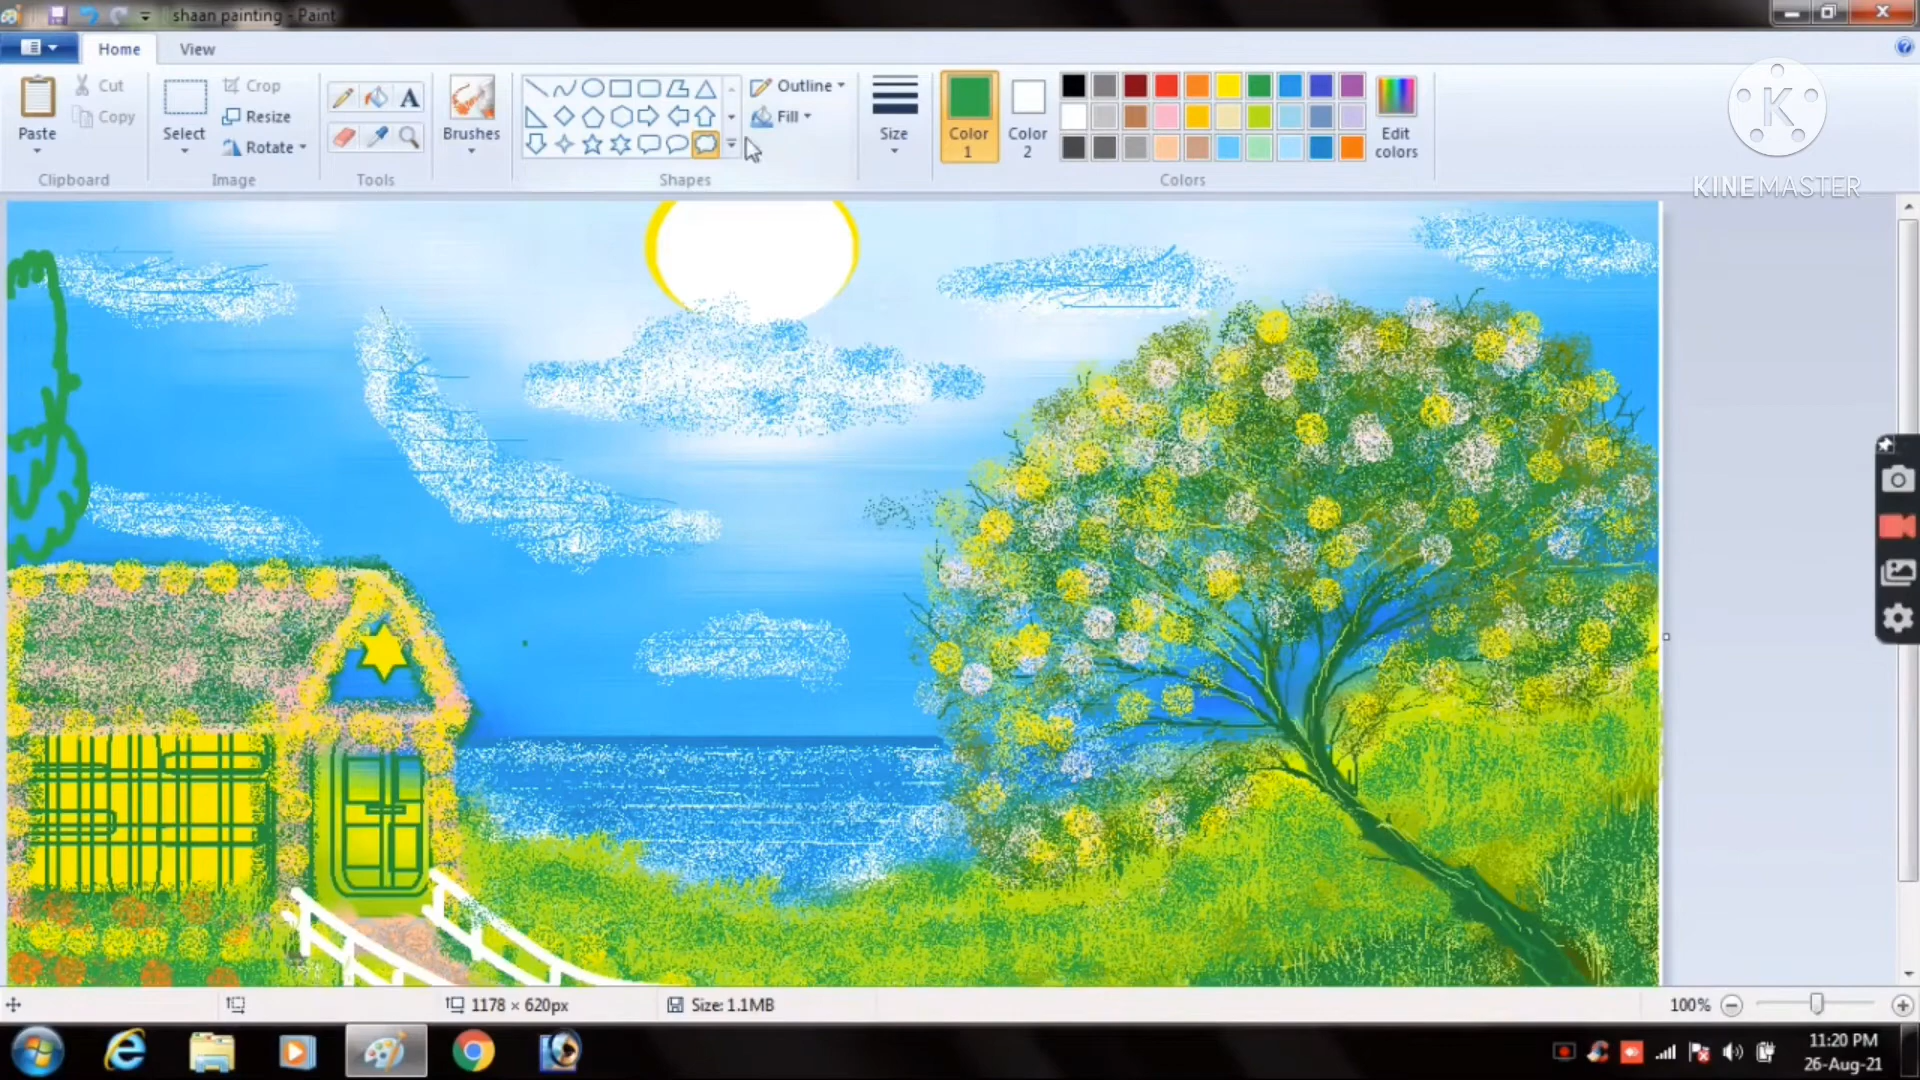 shaan painting - Paint
Home
View
Paste
Cut
Copy
Clipboard
Select
Crop
Resize
Rotate
Image
A
Tools
Brushes
Shapes
Outline
Fill
Size
Color 1
Color 2
Colors
Edit colors
K
KINEMASTER
1178 × 620px
Size: 1.1MB
100%
11:20 PM
26-Aug-21